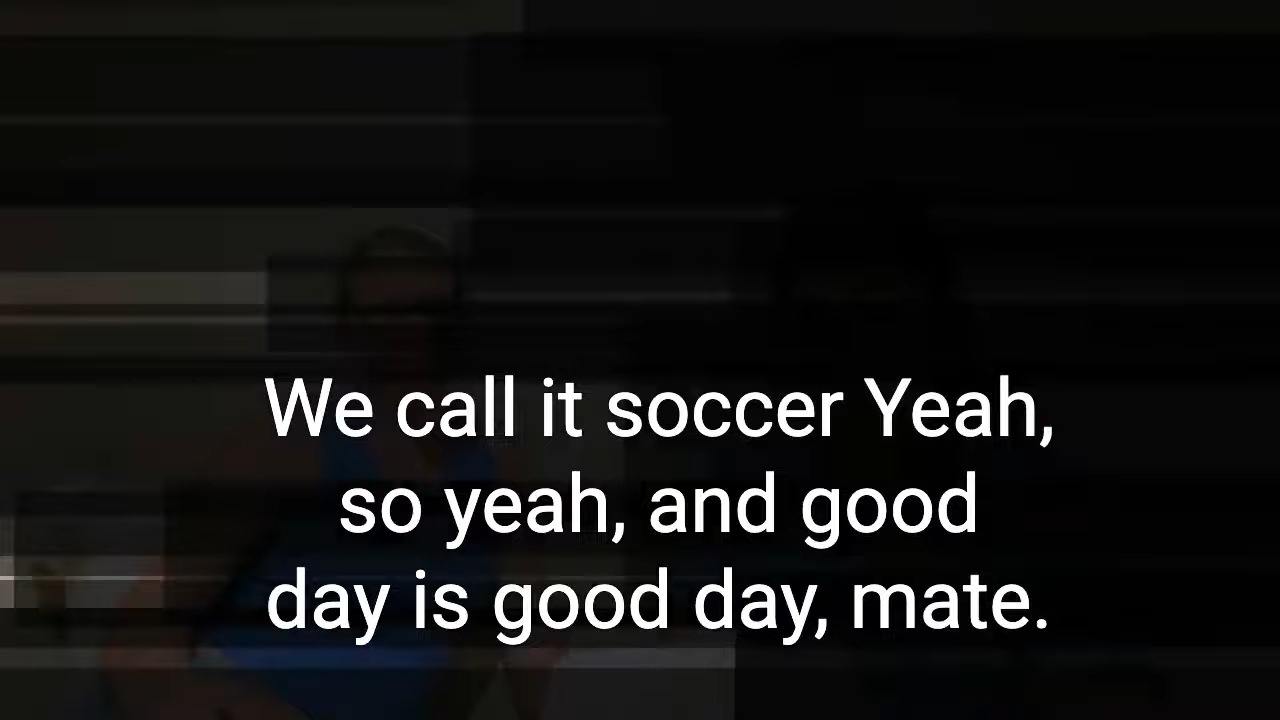 We call it soccer Yeah,
so yeah, and good
day is good day, mate.